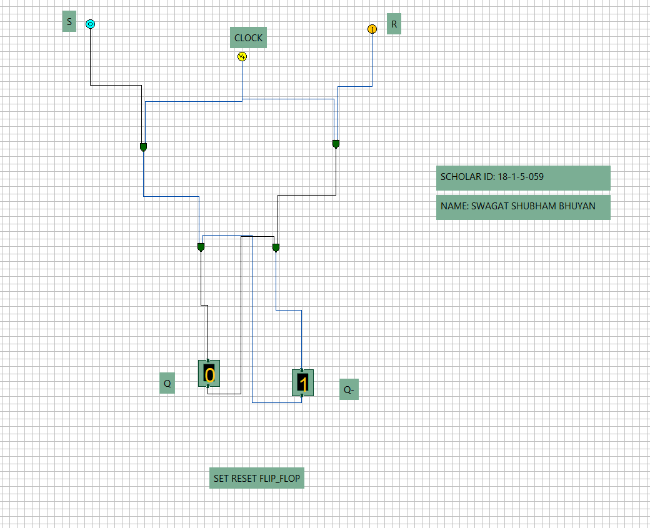 S
R
CLOCK
SCHOLAR ID: 18-1-5-059
NAME: SWAGAT SHUBHAM BHUYAN
0
1
Q
Q-
SET RESET FLIP_FLOP